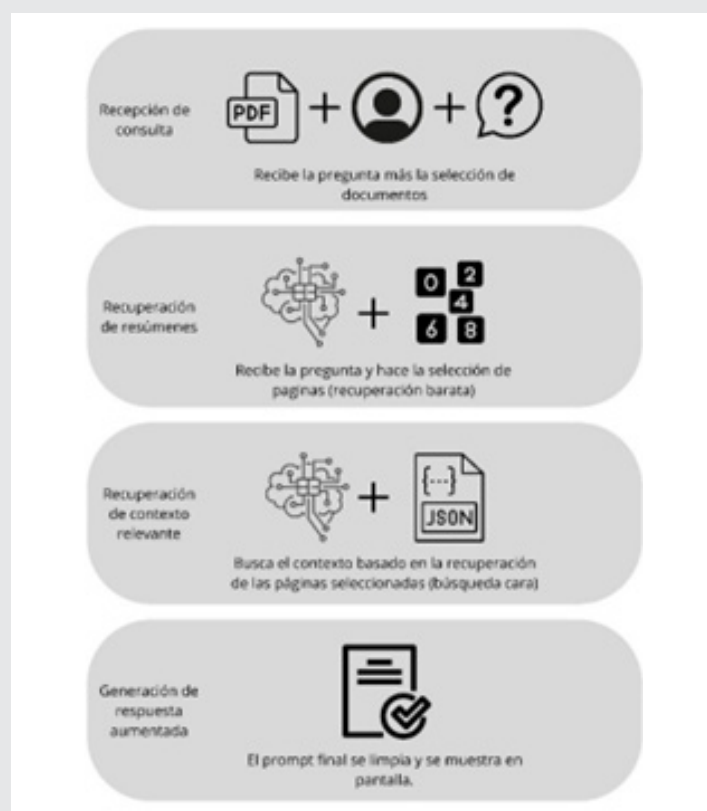 Recepción de
consulta
PDF
?
Recibe la pregunta más la selección de
documentos
Recuperación
de resúmenes
0 2
4
6 8
Recibe la pregunta y hace la selección de
paginas (recuperación barata)
Recuperación
de contexto
relevante
{---}
JSON
Busca el contexto basado en la recuperación
de las páginas seleccionadas (búsqueda cara)
Generación de
respuesta
aumentada
El prompt final se limpia y se muestra en
pantalla.